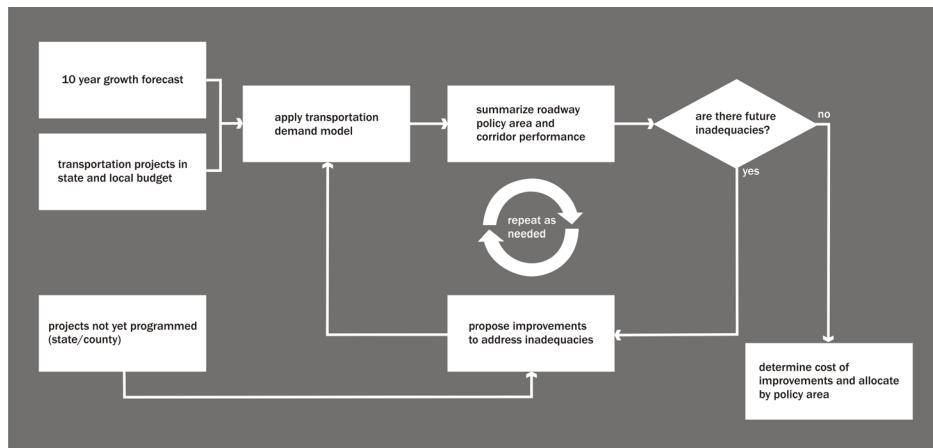 10 year growth forecast
transportation projects in
state and local budget
apply transportation
demand model
summarize roadway
policy area and
corridor performance
are there future
inadequacies?
no
yes
repeat as
needed
projects not yet programmed
(state/county)
propose improvements
to address inadequacies
determine cost of
improvements and allocate
by policy area